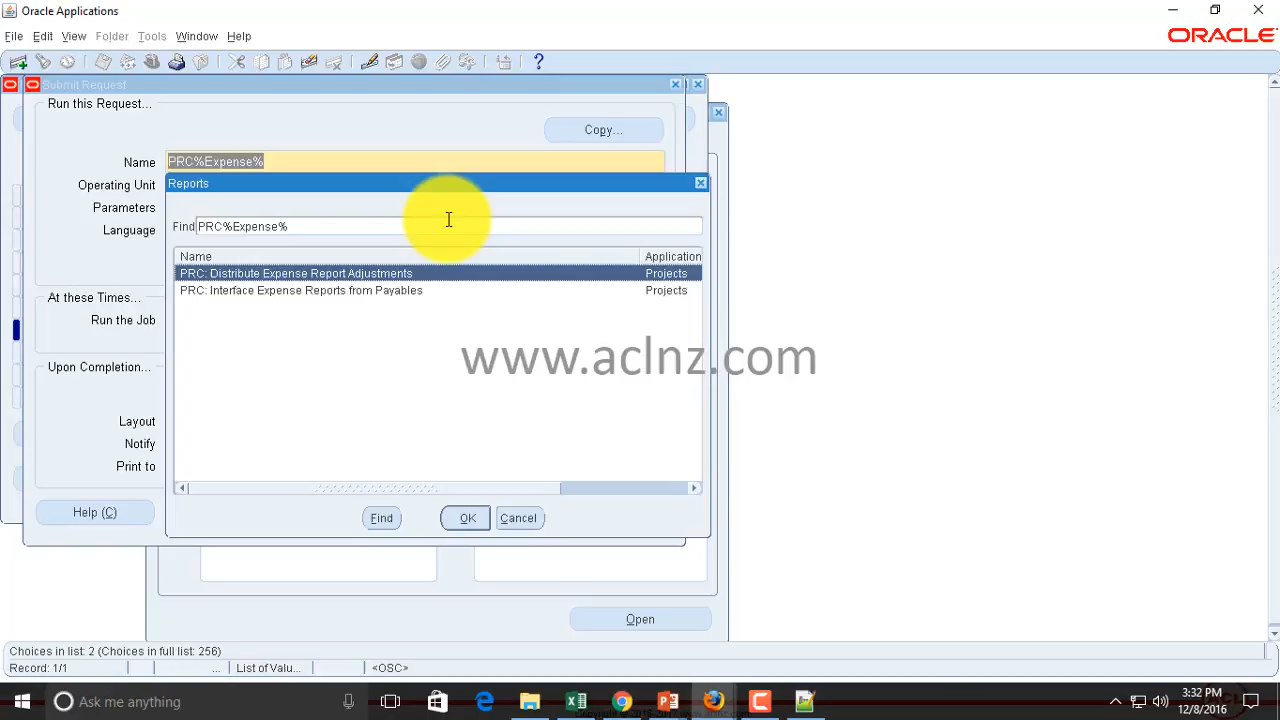 Oracle Applications
File Edit View Folder Tools Window Help
ORACLE
Submit Request
Run this Request...
Copy...
Name PRC%Expense%
Operating Unit
Parameters
Language
Reports
Find PRC%Expense%
Name Application
PRC: Distribute Expense Report Adjustments Projects
PRC: Interface Expense Reports from Payables Projects
At these Times...
Run the Job
www.aclnz.com
Upon Completion...
Layout
Notify
Print to
Help (C)
Find OK Cancel
Open
Choices in list: 2 (Choices in full list: 256)
Record: 1/1 ... List of Valu... <OSC>
Ask me anything
3:32 PM
12/8/2016